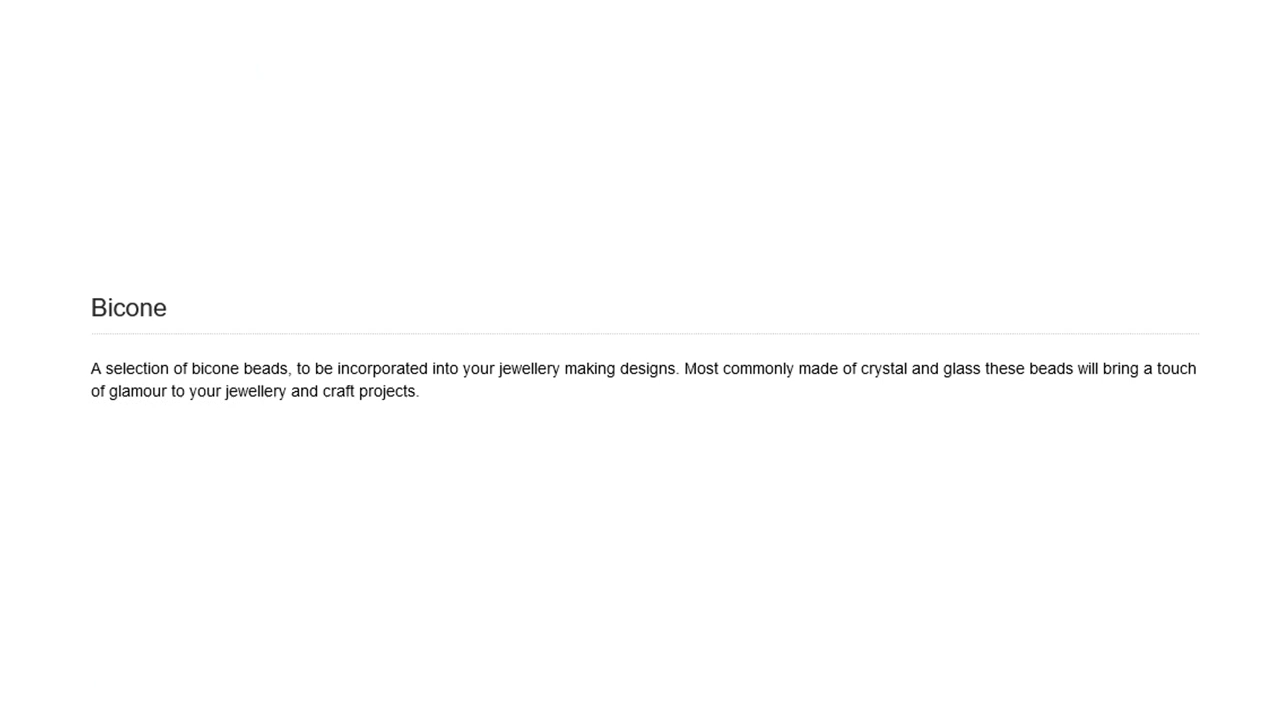 Bicone
A selection of bicone beads, to be incorporated into your jewellery making designs. Most commonly made of crystal and glass these beads will bring a touch
of glamour to your jewellery and craft projects.